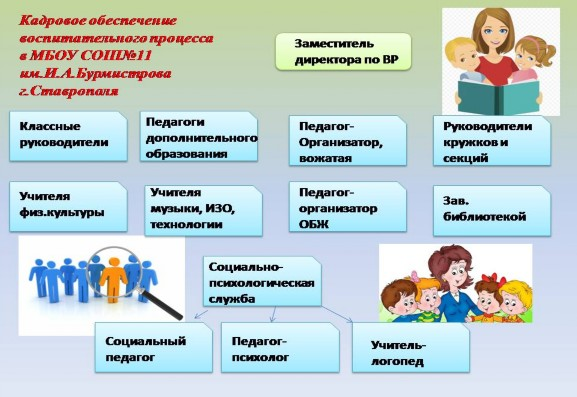 Кадровое обеспечение
воспитательного процесса
в МБОУ СОШ№11
им.И.А.Бурмистрова
г.Ставрополя
Заместитель
директора по ВР
Классные
руководители
Педагоги
дополнительного
образования
Педагог-
Организатор,
вожатая
Руководители
кружков и
секций
Учителя
физ.культуры
Учителя
музыки, ИЗО,
технологии
Педагог-
организатор
ОБЖ
Зав.
библиотекой
Социально-
психологическая
служба
Социальный
педагог
Педагог-
психолог
Учитель-
логопед